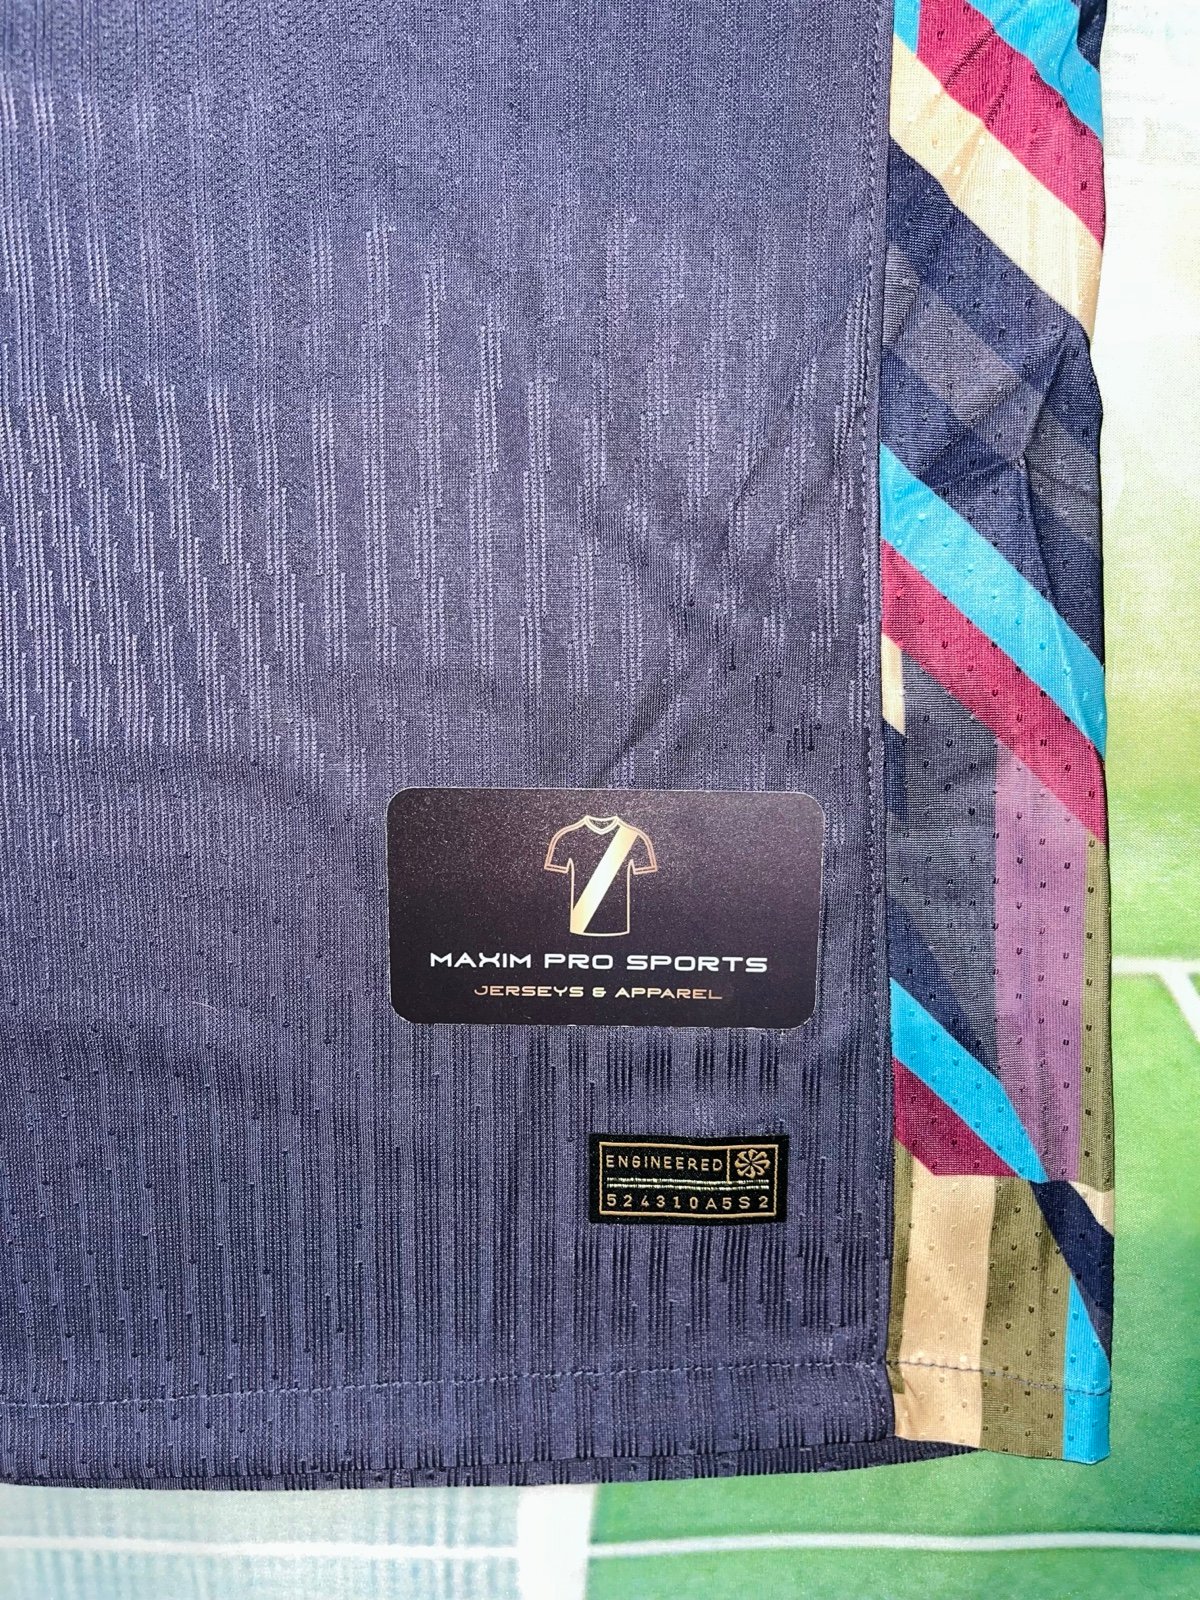 MAXIM PRO SPORTS
JERSEYS & APPAREL
ENGINEERED
524310A5S2